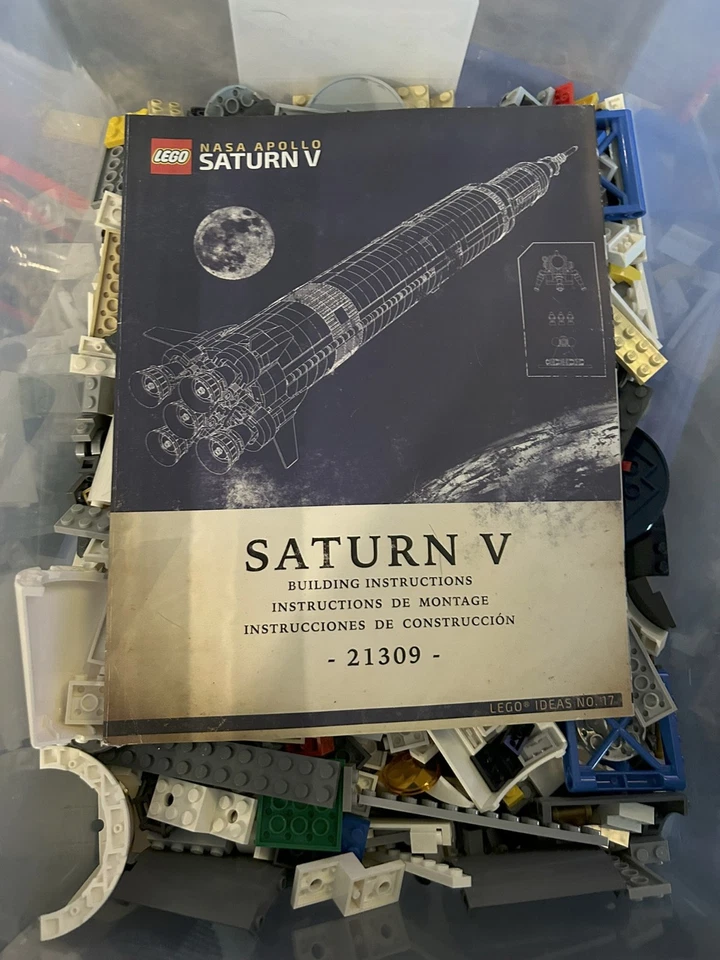 LEGO
NASA APOLLO
SATURN V
SATURN V
BUILDING INSTRUCTIONS
INSTRUCTIONS DE MONTAGE
INSTRUCCIONES DE CONSTRUCCIÓN
- 21309 -
LEGO® IDEAS NO. 17